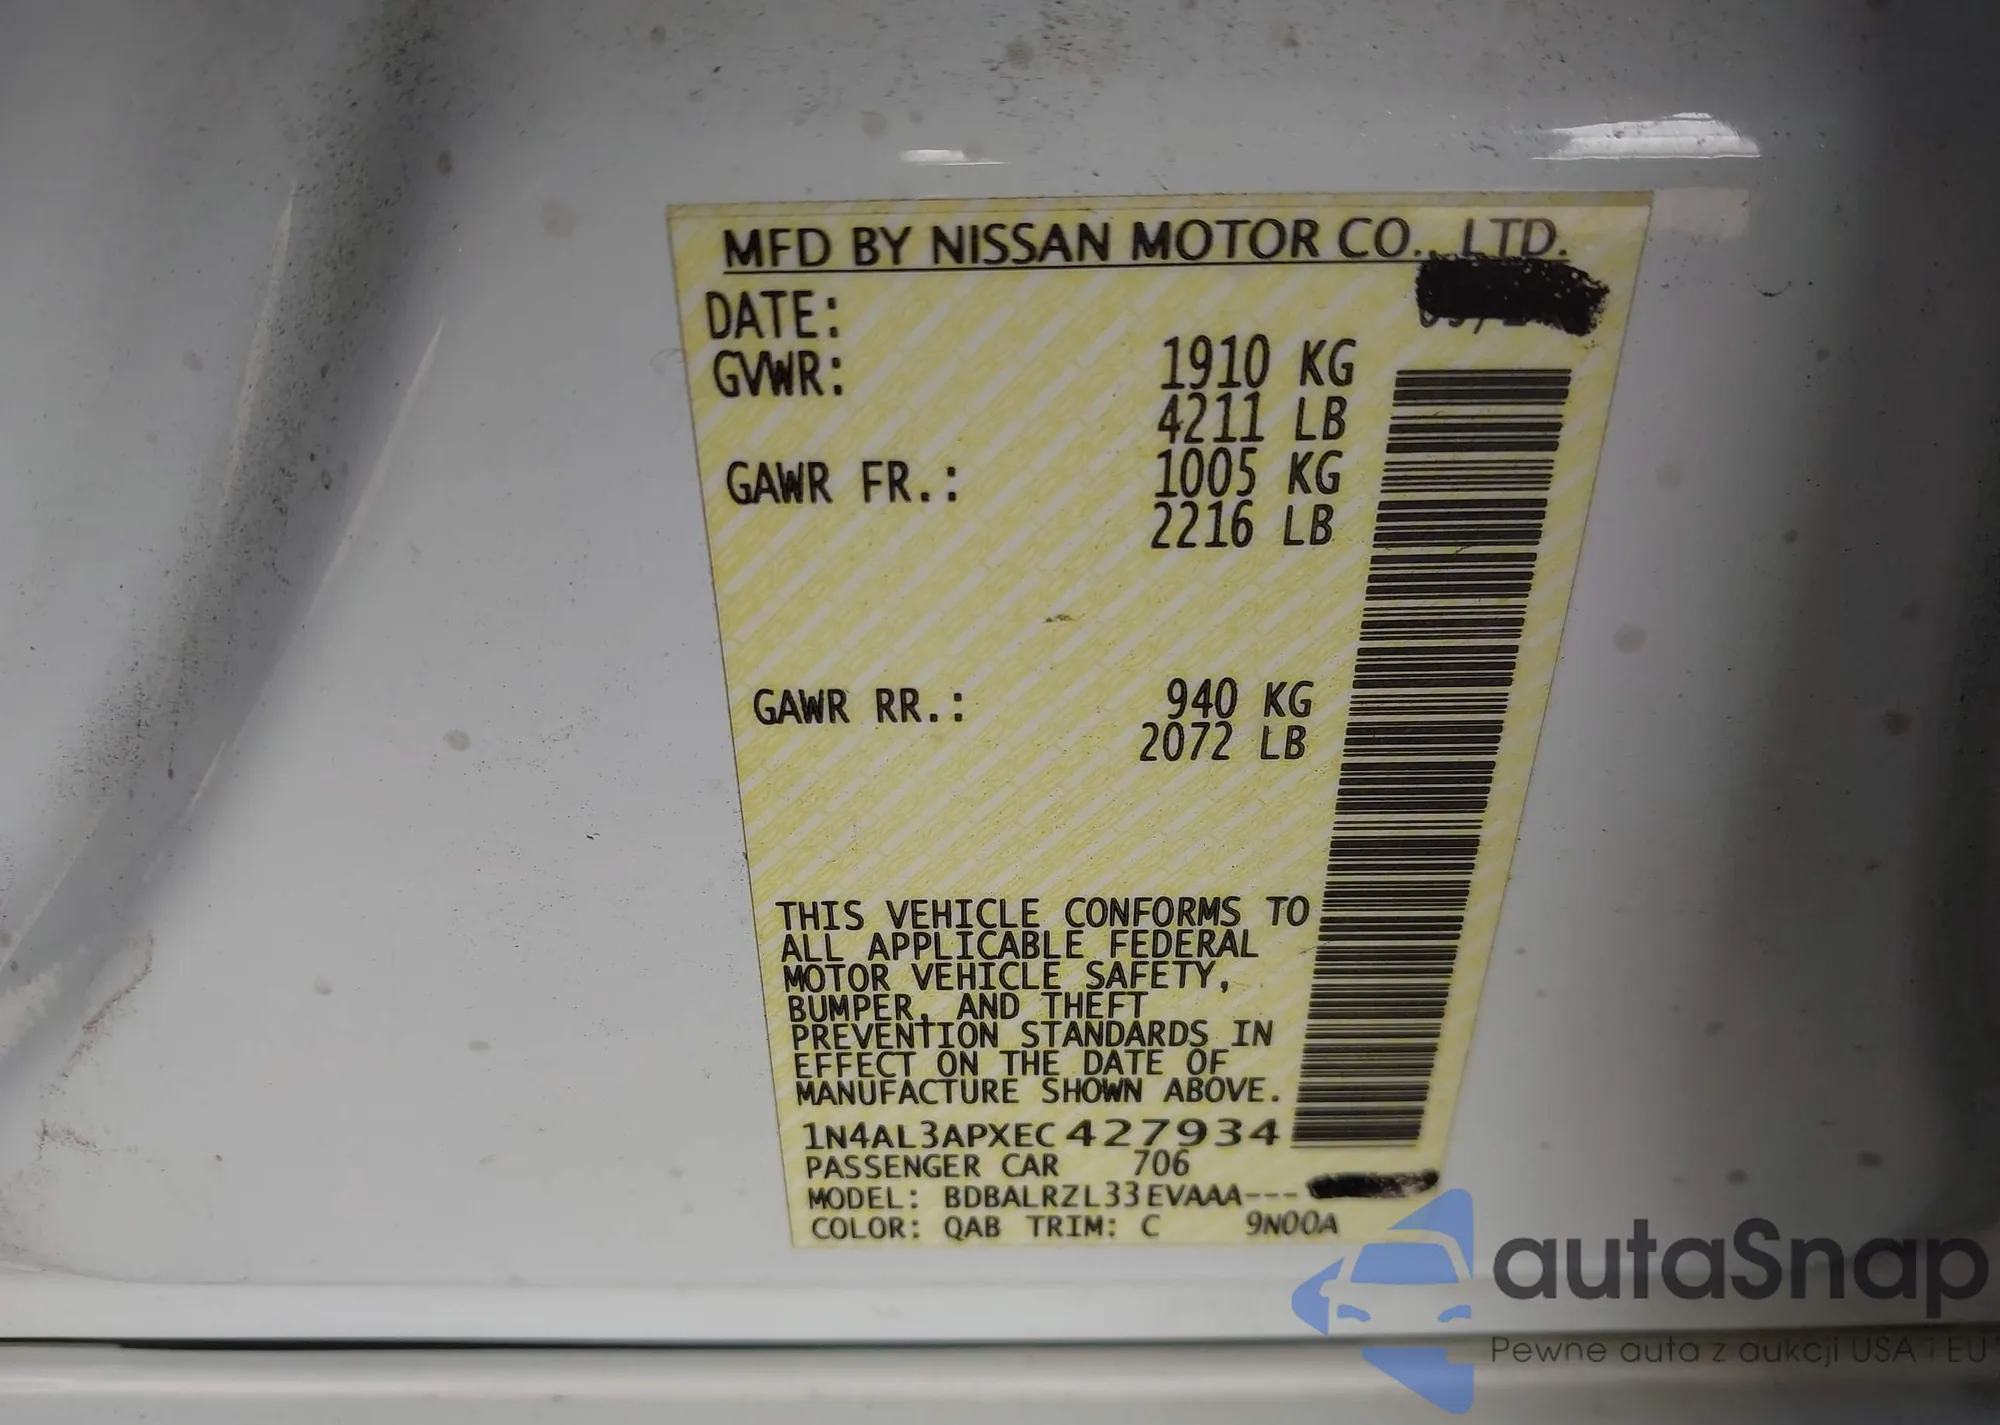 MFD BY NISSAN MOTOR CO., LTD.
DATE:
GVWR: 1910 KG
4211 LB
GAWR FR.: 1005 KG
2216 LB
GAWR RR.: 940 KG
2072 LB
THIS VEHICLE CONFORMS TO
ALL APPLICABLE FEDERAL
MOTOR VEHICLE SAFETY,
BUMPER, AND THEFT
PREVENTION STANDARDS IN
EFFECT ON THE DATE OF
MANUFACTURE SHOWN ABOVE.
1N4AL3APXEC427934
PASSENGER CAR 706
MODEL: BDBALRZL33EVAAA---
COLOR: QAB TRIM: C 9N00A
autaSnap
Pewne auta z aukcji USA i EU